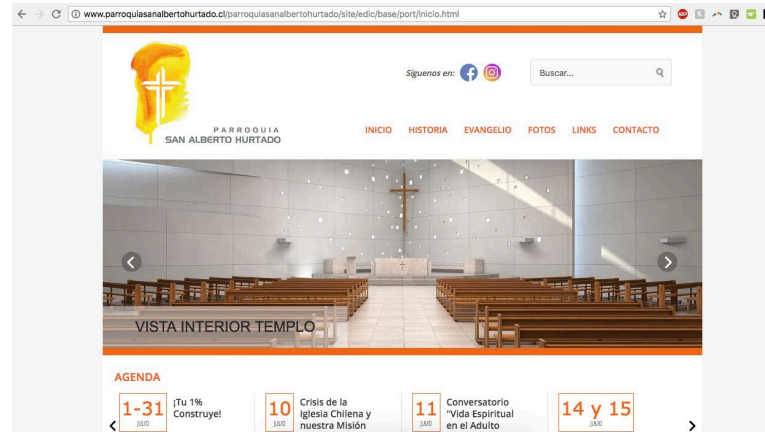 www.parroquiasanalbertohurtado.cl/parroquiasanalbertohurtado/site/edic/base/port/inicio.html
ABP
Síguenos en:
Buscar...
PARROQUIA
SAN ALBERTO HURTADO
INICIO HISTORIA EVANGELIO FOTOS LINKS CONTACTO
VISTA INTERIOR TEMPLO
AGENDA
1-31
JULIO
¡Tu 1%
Construye!
10
JULIO
Crisis de la
Iglesia Chilena y
nuestra Misión
11
JULIO
Conversatorio
"Vida Espiritual
en el Adulto
14 y 15
JULIO